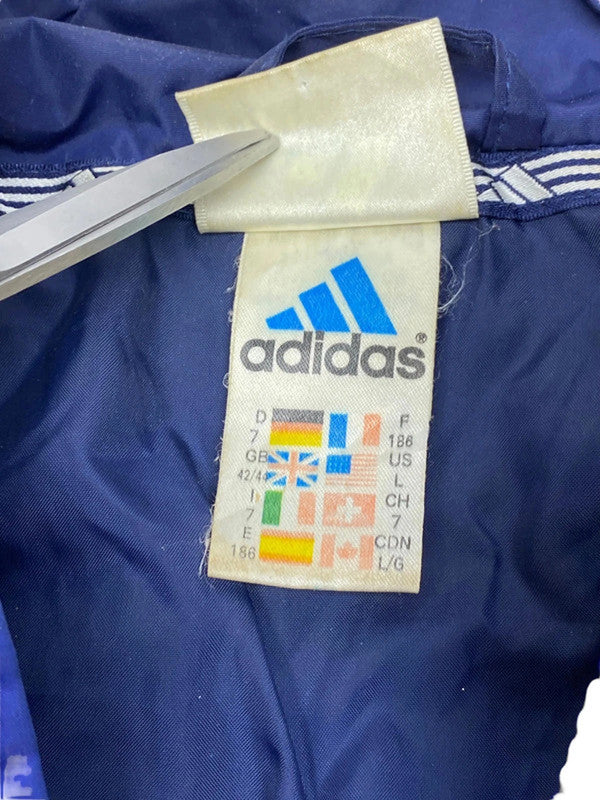 adidas®
D F
7 186
GB US
42/44 L
I CH
7 7
E CDN
186 L/G